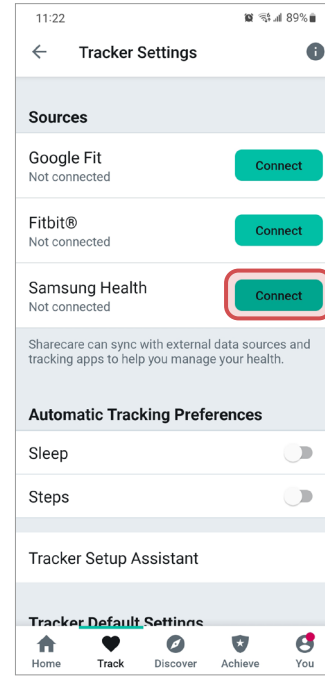 11:22
89%
Tracker Settings
Sources
Google Fit
Not connected
Connect
Fitbit®
Not connected
Connect
Samsung Health
Not connected
Connect
Sharecare can sync with external data sources and
tracking apps to help you manage your health.
Automatic Tracking Preferences
Sleep
Steps
Tracker Setup Assistant
Tracker Default Settings
Home
Track
Discover
Achieve
You